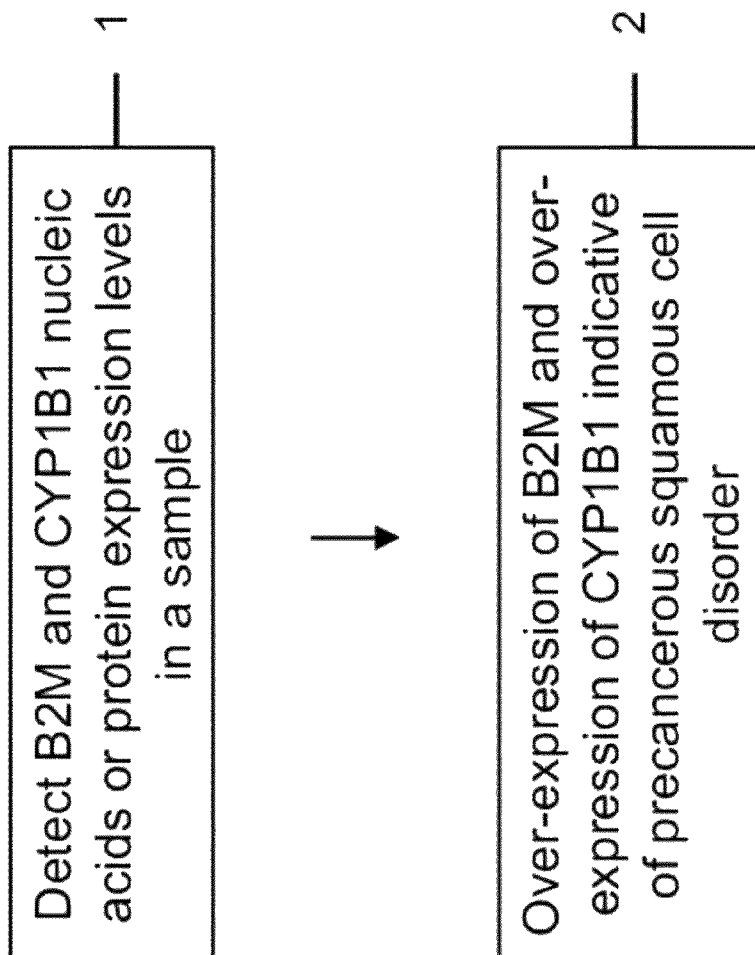 Detect B2M and CYP1B1 nucleic
acids or protein expression levels
in a sample
1
Over-expression of B2M and over-
expression of CYP1B1 indicative
of precancerous squamous cell
disorder
2